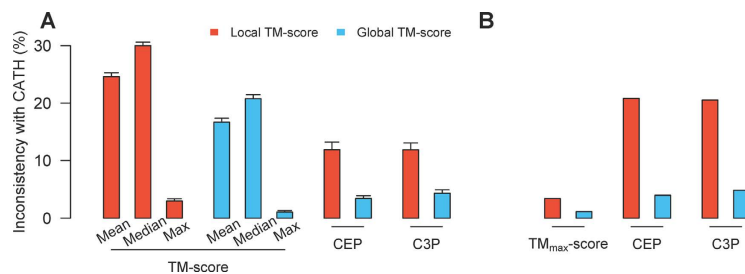 A
B
Local TM-score
Global TM-score
Inconsistency with CATH (%)
30
20
10
0
Mean
Median
Max
Mean
Median
Max
TM-score
CEP
C3P
TMmax-score
CEP
C3P